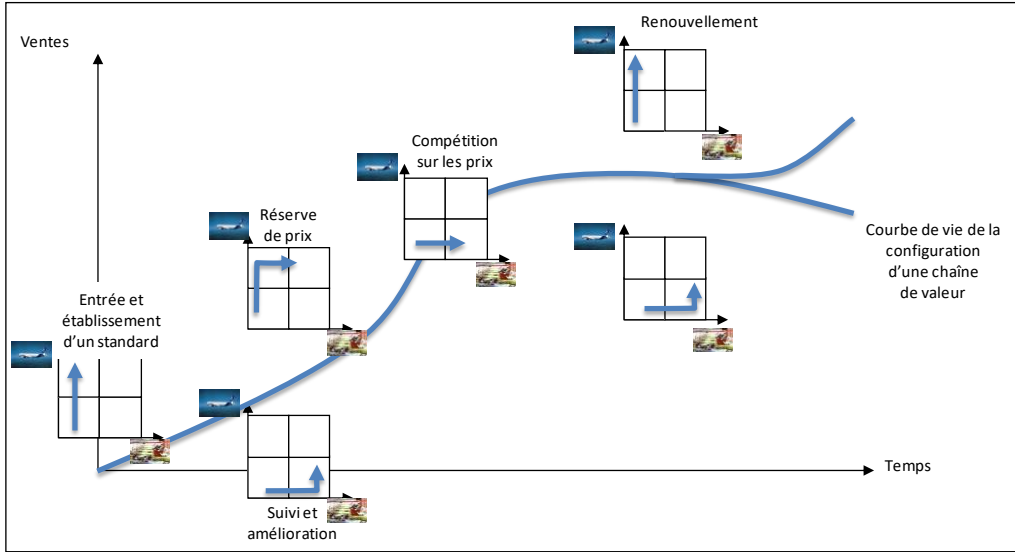 Renouvellement
Ventes
Compétition
sur les prix
Réserve
de prix
Courbe de vie de la
configuration
d'une chaîne
de valeur
Entrée et
établissement
d'un standard
Temps
Suivi et
amélioration